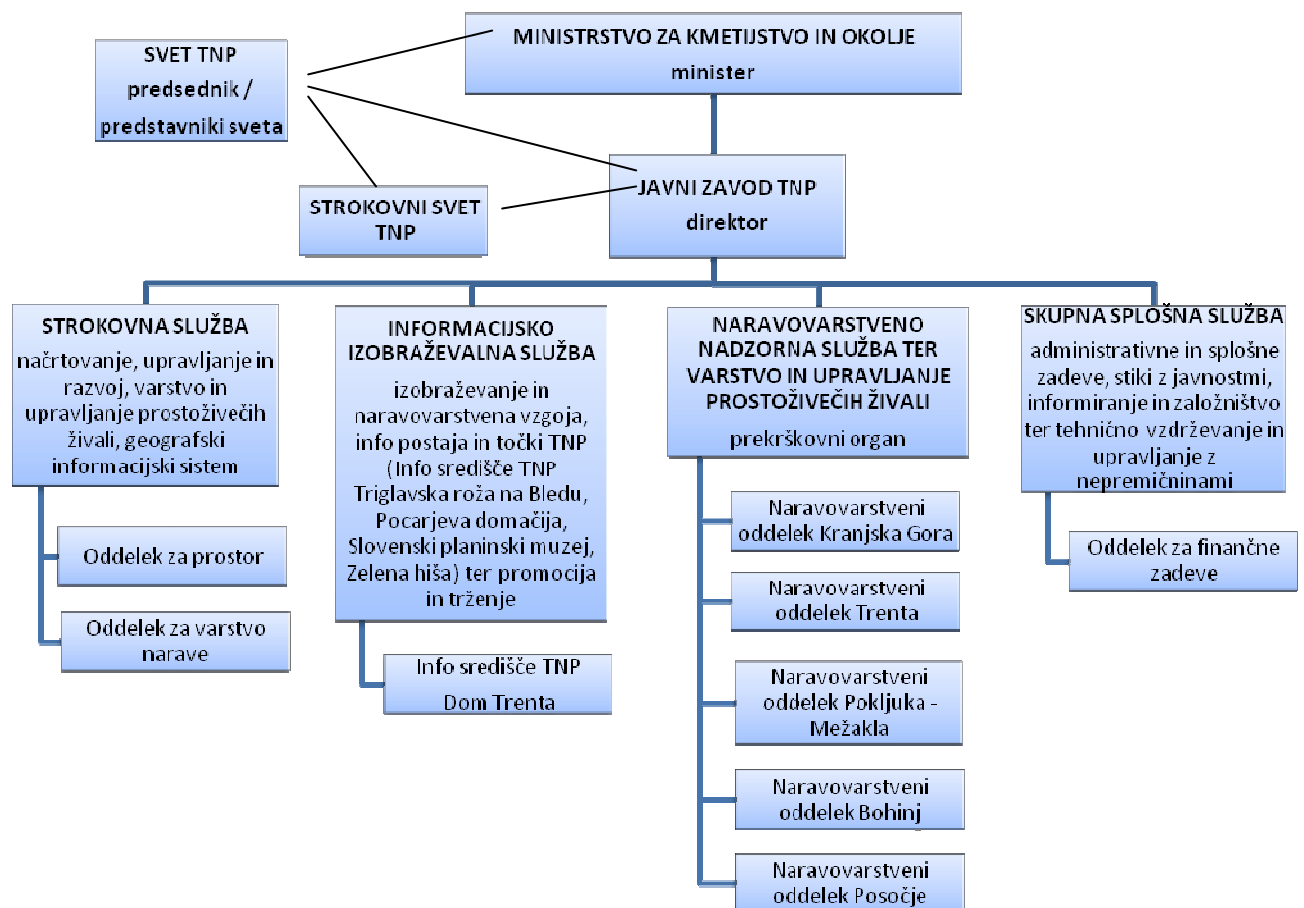 SVET TNP
predsednik /
predstavniki sveta
MINISTRSTVO ZA KMETIJSTVO IN OKOLJE
minister
STROKOVNI SVET
TNP
JAVNI ZAVOD TNP
direktor
STROKOVNA SLUŽBA
načrtovanje, upravljanje in
razvoj, varstvo in
upravljanje prostoživečih
živali, geografski
informacijski sistem
Oddelek za prostor
Oddelek za varstvo
narave
INFORMACIJSKO
IZOBRAŽEVALNA SLUŽBA
izobraževanje in
naravovarstvena vzgoja,
info postaja in točki TNP
(Info središče TNP
Triglavska roža na Bledu,
Pocarjeva domačija,
Slovenski planinski muzej,
Zelena hiša) ter promocija
in trženje
Info središče TNP
Dom Trenta
NARAVOVARSTVENO
NADZORNA SLUŽBA TER
VARSTVO IN UPRAVLJANJE
PROSTOŽIVEČIH ŽIVALI
prekrškovni organ
Naravovarstveni
oddelek Kranjska Gora
Naravovarstveni
oddelek Trenta
Naravovarstveni
oddelek Pokljuka -
Mežakla
Naravovarstveni
oddelek Bohinj
Naravovarstveni
oddelek Posočje
SKUPNA SPLOŠNA SLUŽBA
administrativne in splošne
zadeve, stiki z javnostmi,
informiranje in založništvo
ter tehnično vzdrževanje in
upravljanje z
nepremičninami
Oddelek za finančne
zadeve